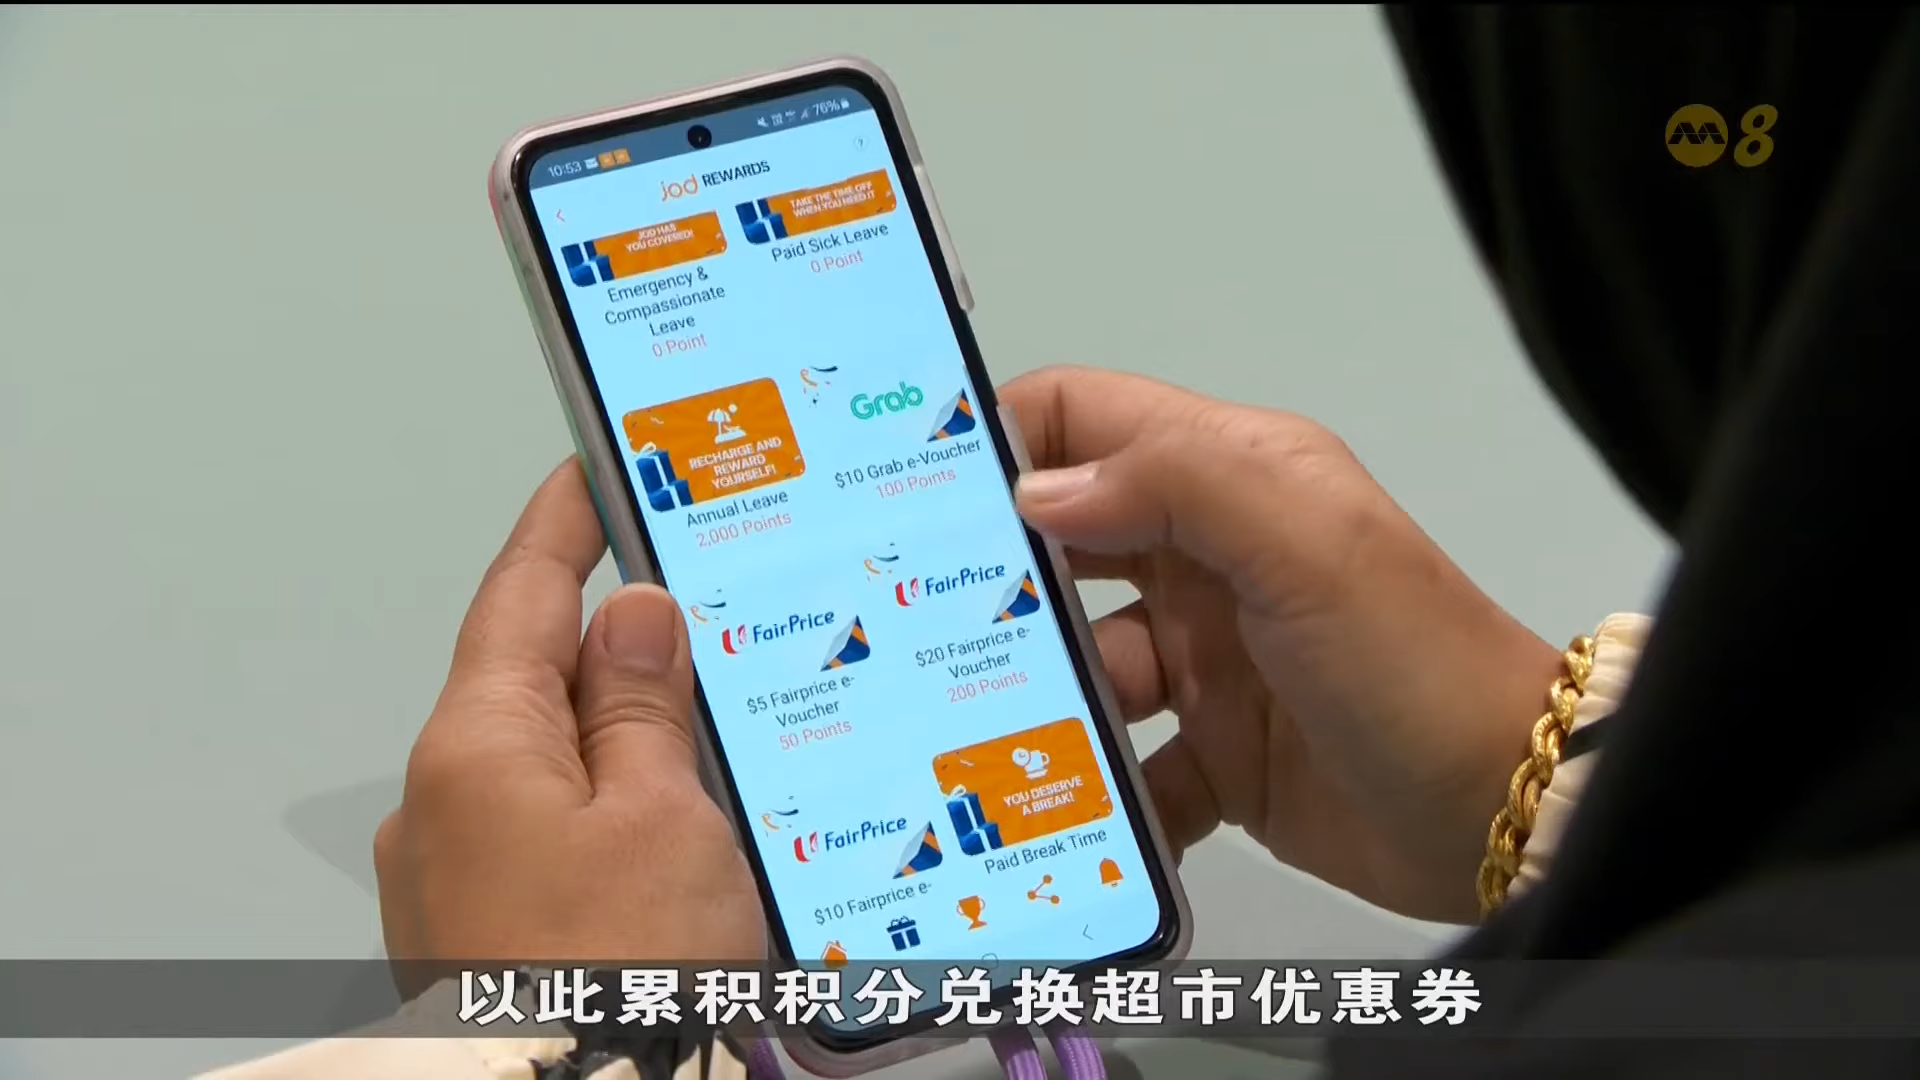 8
10:53
76%
jod REWARDS
?
JOD HAS
YOU COVERED!
TAKE THE TIME OFF
WHEN YOU NEED IT
Emergency &
Compassionate
Leave
0 Point
Paid Sick Leave
0 Point
RECHARGE AND
REWARD
YOURSELF!
Annual Leave
2,000 Points
Grab
$10 Grab e-Voucher
100 Points
FairPrice
$5 Fairprice e-
Voucher
50 Points
FairPrice
$20 Fairprice e-
Voucher
200 Points
FairPrice
$10 Fairprice e-
YOU DESERVE
A BREAK!
Paid Break Time
以此累积积分兑换超市优惠券